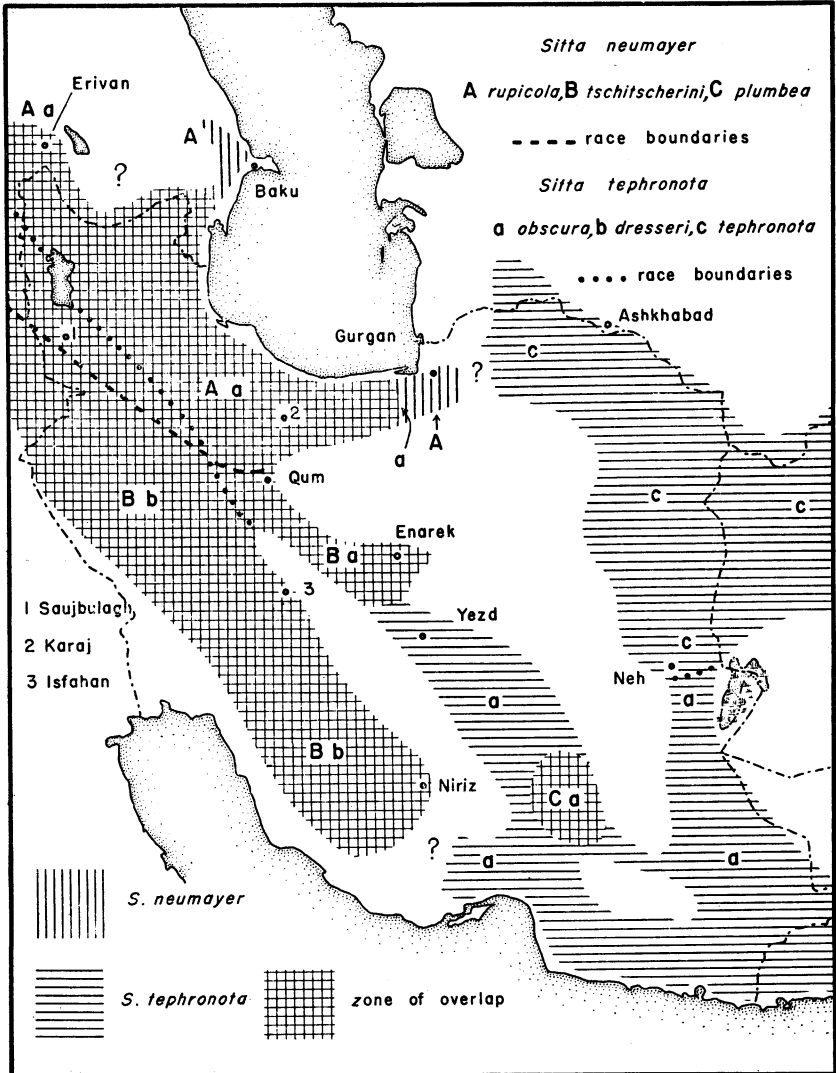 Sitta neumayer
A rupicola, B tschitscherini, C plumbea
race boundaries
Sitta tephronota
a obscura, b dresseri, c tephronota
race boundaries
Erivan
A a
?
A'
Baku
Gurgan
Ashkhabad
c
?
1
A a
2
a
A
Qum
B b
c
c
Enarek
B a
3
Yezd
1 Saujbulagh
2 Karaj
3 Isfahan
c
Neh
a
a
B b
Niriz
C a
?
a
a
S. neumayer
S. tephronota
zone of overlap